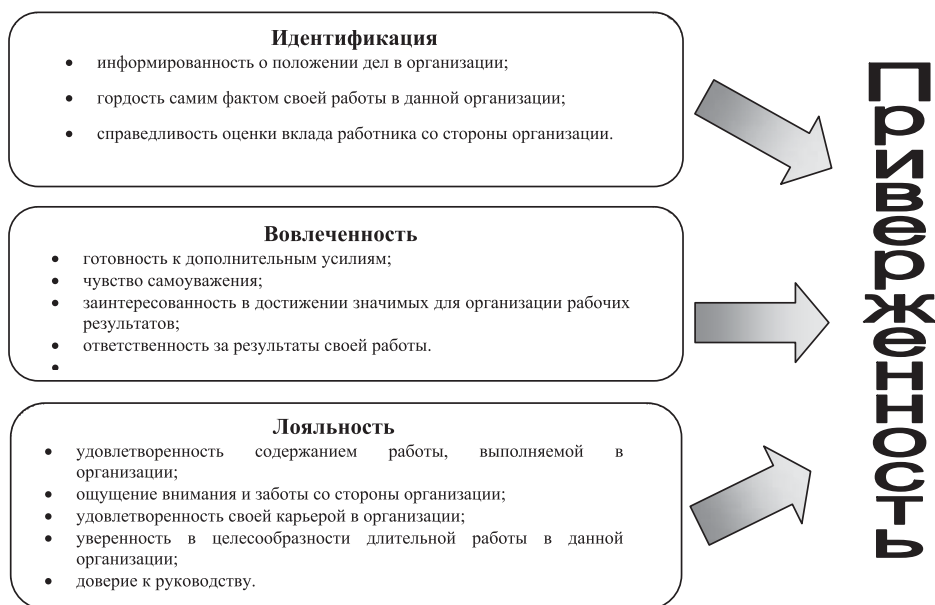 Идентификация
• информированность о положении дел в организации;
• гордость самим фактом своей работы в данной организации;
• справедливость оценки вклада работника со стороны организации.
Вовлеченность
• готовность к дополнительным усилиям;
• чувство самоуважения;
• заинтересованность в достижении значимых для организации рабочих
результатов;
• ответственность за результаты своей работы.
•
Лояльность
• удовлетворенность содержанием работы, выполняемой в
организации;
• ощущение внимания и заботы со стороны организации;
• удовлетворенность своей карьерой в организации;
• уверенность в целесообразности длительной работы в данной
организации;
• доверие к руководству.
Приверженность